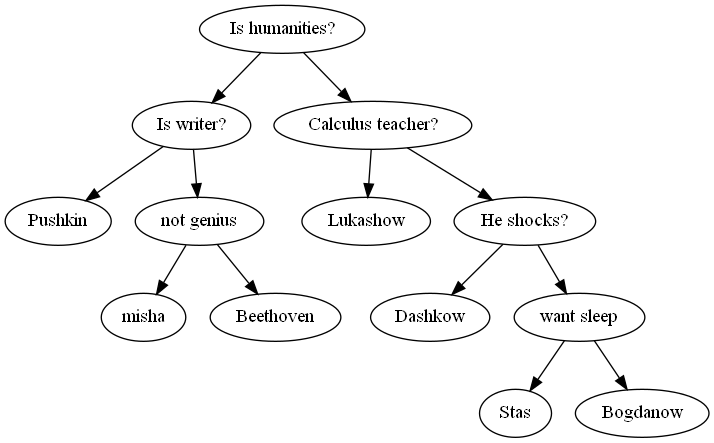 Is humanities?
Is writer?
Calculus teacher?
Pushkin
not genius
Lukashow
He shocks?
misha
Beethoven
Dashkow
want sleep
Stas
Bogdanow